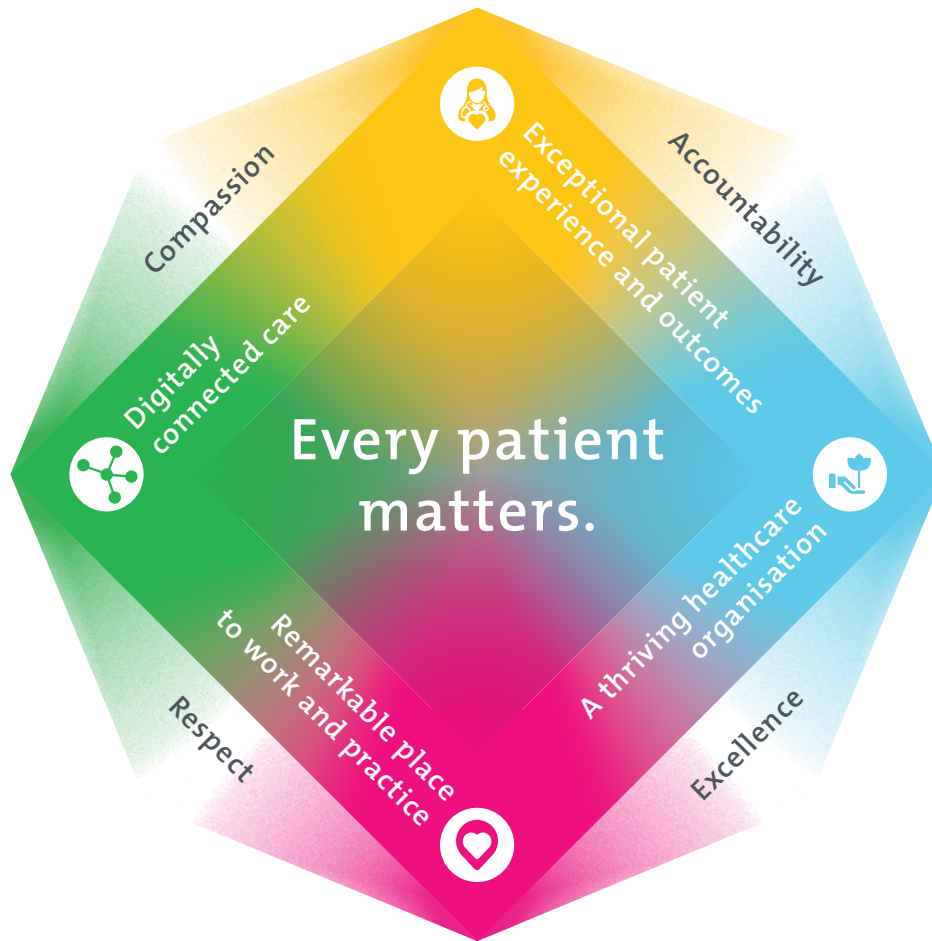 Compassion
Accountability
Exceptional patient
experience and outcomes
Digitally
connected care
Every patient
matters.
A thriving healthcare
organisation
Remarkable place
to work and practice
Respect
Excellence